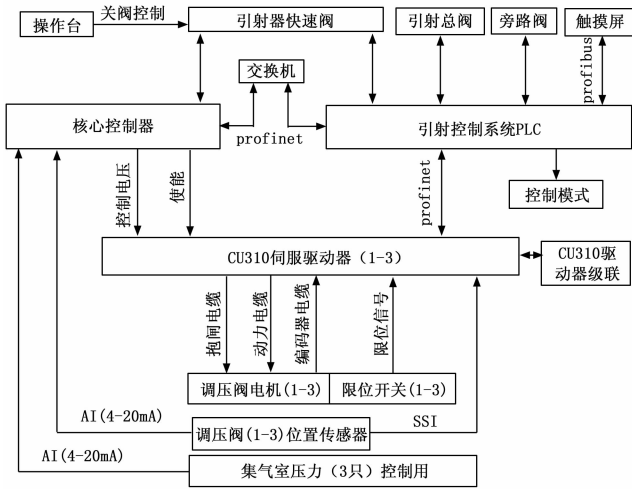 操作台
关阀控制
引射器快速阀
引射总阀
旁路阀
触摸屏
交换机
profibus
核心控制器
profinet
引射控制系统PLC
控制电压
使能
profinet
控制模式
CU310伺服驱动器（1-3）
CU310驱
动器级联
抱闸电缆
动力电缆
编码器电缆
限位信号
调压阀电机(1-3)
限位开关(1-3)
AI(4-20mA)
调压阀(1-3)位置传感器
SSI
AI(4-20mA)
集气室压力（3只）控制用